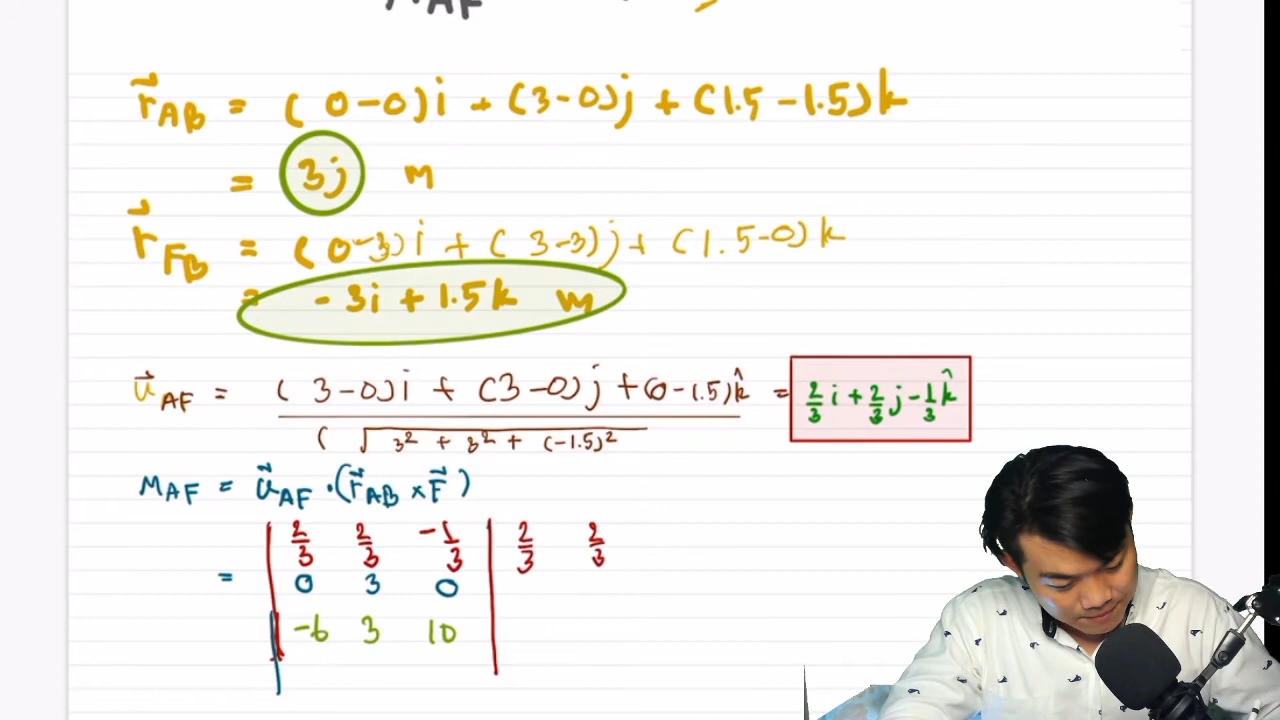 M AF
r⃗AB = (0-0)i + (3-0)j + (1.5-1.5)k
= 3j m
r⃗FB = (0-3)i + (3-3)j + (1.5-0)k
= -3i + 1.5k m
u⃗AF = (3-0)i + (3-0)j + (0-1.5)k̂ = 2/3 i + 2/3 j - 1/3 k̂
( √ 3² + 3² + (-1.5)²
MAF = u⃗AF · (r⃗AB × F⃗)
= | 2/3 2/3 -1/3 | 2/3 2/3
0 3 0
-6 3 10